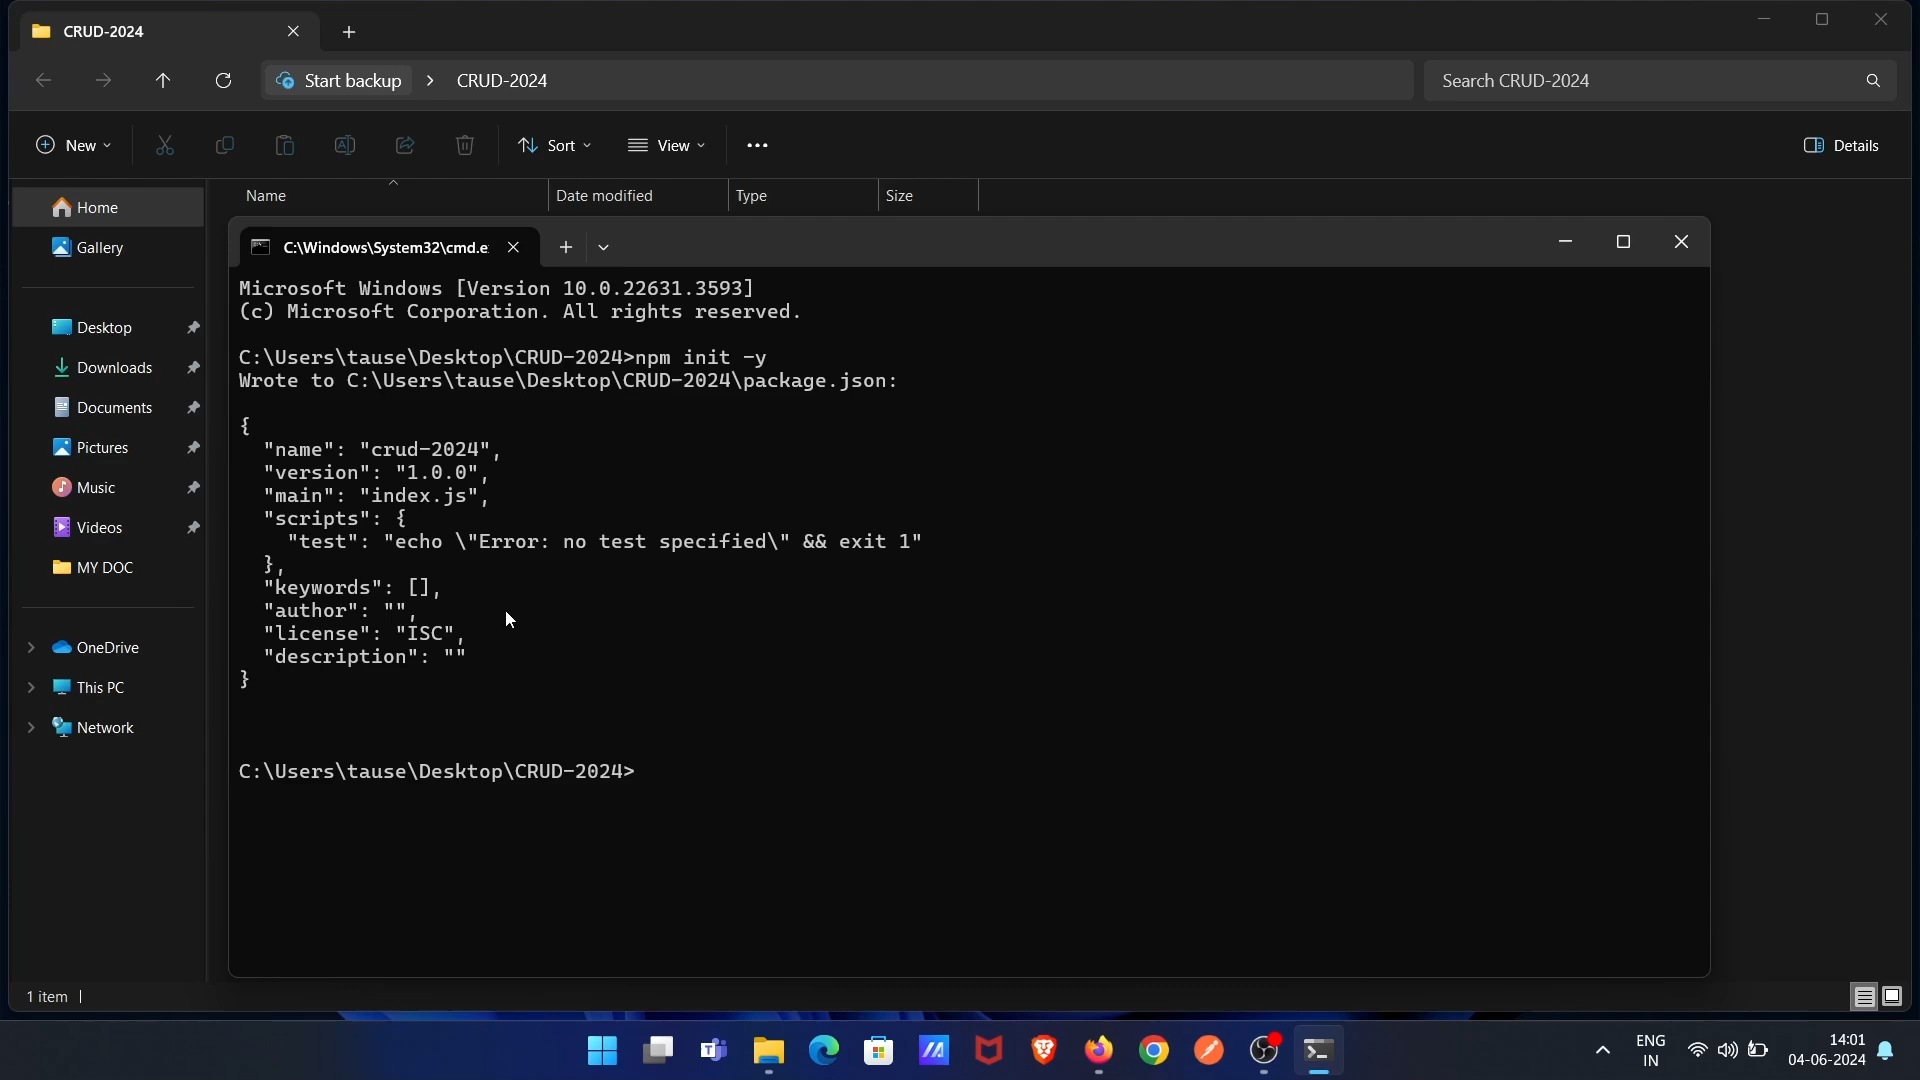 CRUD-2024
Start backup > CRUD-2024
Search CRUD-2024
New
Sort
View
Details
Name
Date modified
Type
Size
Home
Gallery
Desktop
Downloads
Documents
Pictures
Music
Videos
MY DOC
OneDrive
This PC
Network
C:\Windows\System32\cmd.e
Microsoft Windows [Version 10.0.22631.3593]
(c) Microsoft Corporation. All rights reserved.
C:\Users\tause\Desktop\CRUD-2024>npm init -y
Wrote to C:\Users\tause\Desktop\CRUD-2024\package.json:
{
"name": "crud-2024",
"version": "1.0.0",
"main": "index.js",
"scripts": {
"test": "echo \"Error: no test specified\" && exit 1"
},
"keywords": [],
"author": "",
"license": "ISC",
"description": ""
}
C:\Users\tause\Desktop\CRUD-2024>
1 item
ENG
IN
14:01
04-06-2024